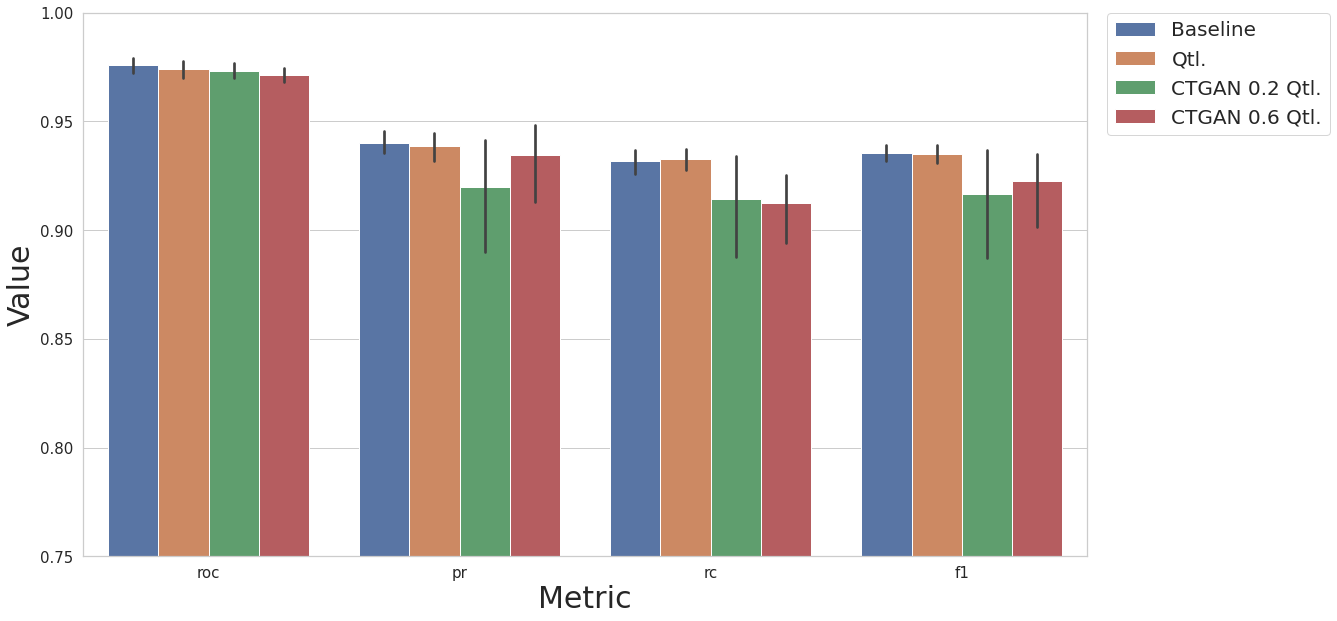 1.00
0.95
0.90
0.85
0.80
0.75
Value
roc
pr
rc
f1
Metric
Baseline
Qtl.
CTGAN 0.2 Qtl.
CTGAN 0.6 Qtl.